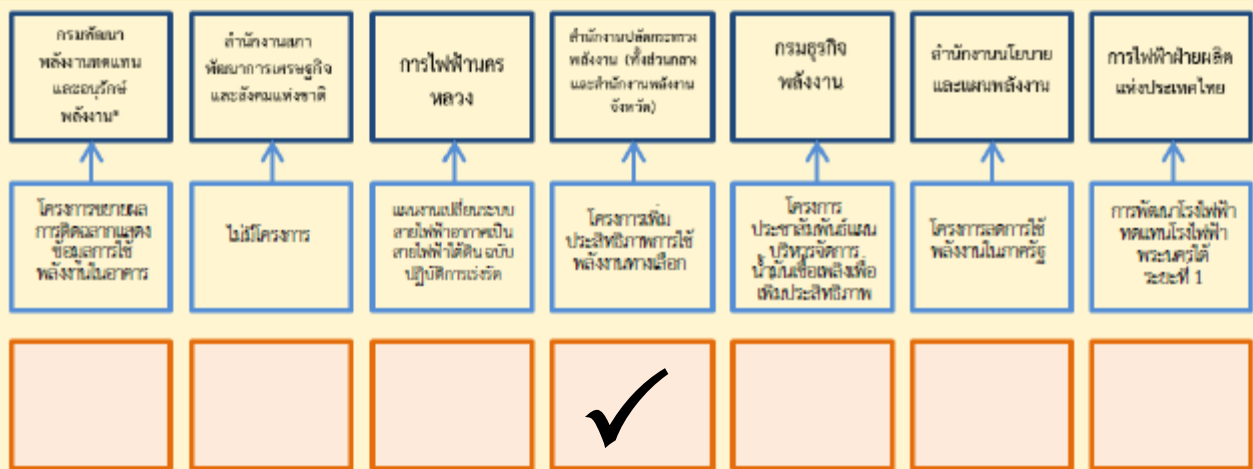 กรมพัฒนา
พลังงานทดแทน
และอนุรักษ์
พลังงาน*
สำนักงานสภา
พัฒนาการเศรษฐกิจ
และสังคมแห่งชาติ
การไฟฟ้านคร
หลวง
สำนักงานปลัดกระทรวง
พลังงาน (ทั้งส่วนกลาง
และสำนักงานพลังงาน
จังหวัด)
กรมธุรกิจ
พลังงาน
สำนักงานนโยบาย
และแผนพลังงาน
การไฟฟ้าฝ่ายผลิต
แห่งประเทศไทย
โครงการขยายผล
การติดฉลากแสดง
ข้อมูลการใช้
พลังงานในอาคาร
ไม่มีโครงการ
แผนงานเปลี่ยนระบบ
สายไฟฟ้าอากาศเป็น
สายไฟฟ้าใต้ดิน ฉบับ
ปฏิบัติการเร่งรัด
โครงการเพิ่ม
ประสิทธิภาพการใช้
พลังงานทางเลือก
โครงการ
ประชาสัมพันธ์แผน
บริหารจัดการ
น้ำมันเชื้อเพลิงเพื่อ
เพิ่มประสิทธิภาพ
โครงการลดการใช้
พลังงานในภาครัฐ
การพัฒนาโรงไฟฟ้า
ทดแทนโรงไฟฟ้า
พระนครใต้
ระยะที่ 1